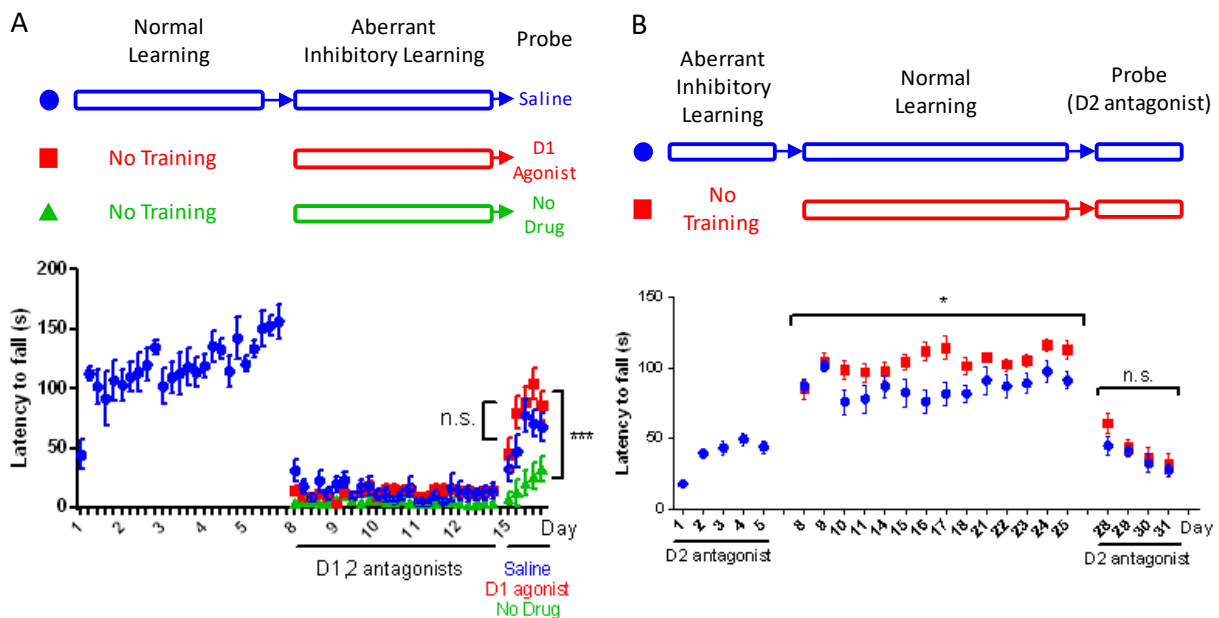 A
Normal
Learning
Aberrant
Inhibitory Learning
Probe
Saline
No Training
D1
Agonist
No Training
No
Drug
Latency to fall (s)
200
150
100
50
0
n.s.
***
1 2 3 4 5 8 9 10 11 12 15 Day
D1,2 antagonists
Saline
D1 agonist
No Drug
B
Aberrant
Inhibitory
Learning
Normal
Learning
Probe
(D2 antagonist)
No
Training
Latency to fall (s)
150
100
50
0
*
n.s.
1 2 3 4 5 8 9 10 11 14 15 16 17 18 21 22 23 24 25 28 29 30 31 Day
D2 antagonist
D2 antagonist